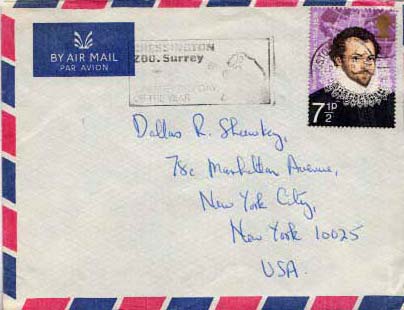 BY AIR MAIL
PAR AVION
CHESSINGTON
ZOO. Surrey
OF THE YEAR
7½P
Dallas R.
78c Manhattan Avenue,
New York City,
New York 10025
USA.